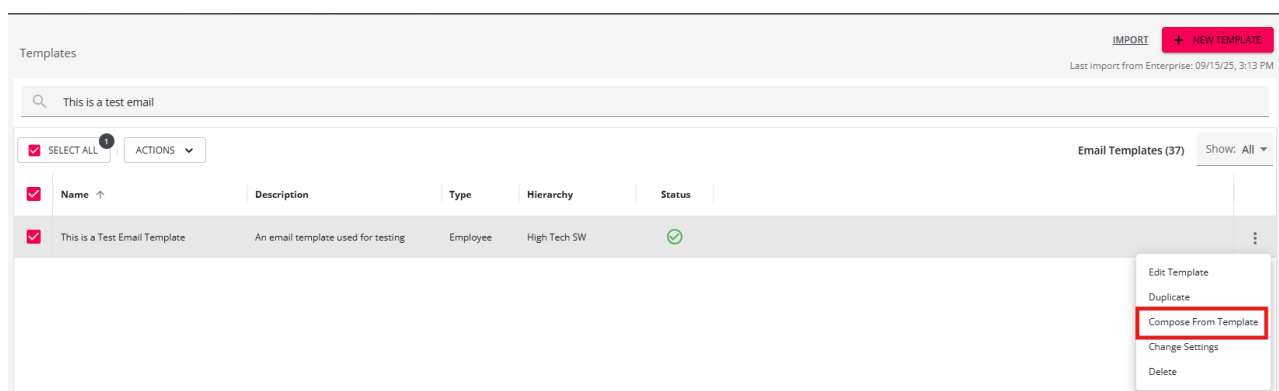 IMPORT
+ NEW TEMPLATE
Templates
Last import from Enterprise: 09/15/25, 3:13 PM
This is a test email
SELECT ALL 1 ACTIONS Email Templates (37) Show: All
Name Description Type Hierarchy Status
This is a Test Email Template An email template used for testing Employee High Tech SW
Edit Template
Duplicate
Compose From Template
Change Settings
Delete